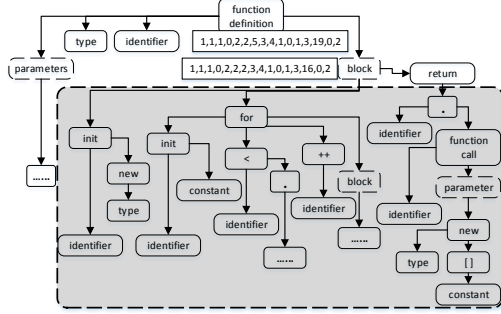 function
definition
type
identifier
1,1,1,0,2,2,5,3,4,1,0,1,3,19,0,2
parameters
1,1,1,0,2,2,2,3,4,1,0,1,3,16,0,2
block
return
for
.
init
init
identifier
function
call
<
++
new
constant
.
block
parameter
......
type
identifier
identifier
identifier
new
identifier
identifier
......
......
type
[ ]
constant